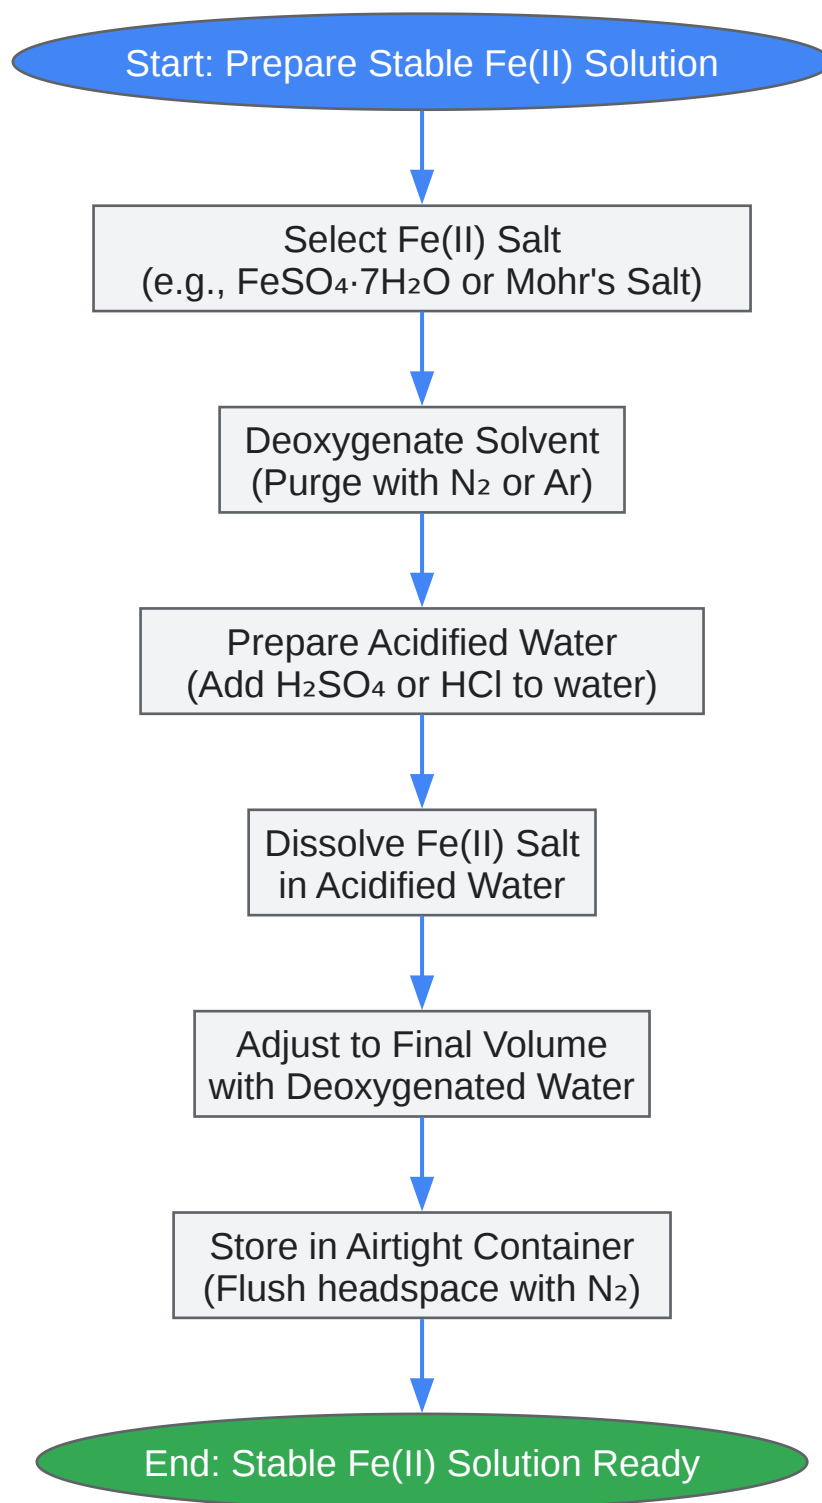 Start: Prepare Stable Fe(II) Solution
Select Fe(II) Salt
(e.g., FeSO₄·7H₂O or Mohr's Salt)
Deoxygenate Solvent
(Purge with N₂ or Ar)
Prepare Acidified Water
(Add H₂SO₄ or HCl to water)
Dissolve Fe(II) Salt
in Acidified Water
Adjust to Final Volume
with Deoxygenated Water
Store in Airtight Container
(Flush headspace with N₂)
End: Stable Fe(II) Solution Ready